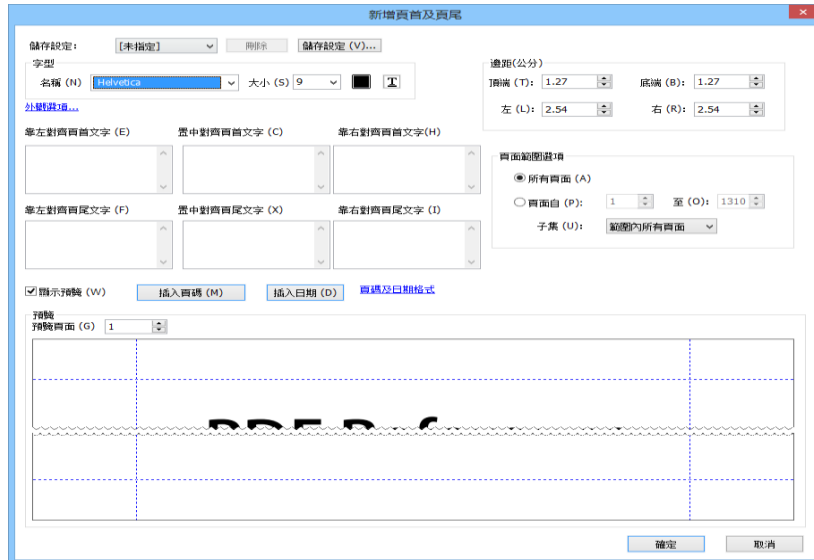 新增頁首及頁尾
儲存設定: [未指定] 刪除 儲存設定 (V)...
字型
名稱 (N) Helvetica 大小 (S) 9 T
外觀選項...
邊距(公分)
頂端 (T): 1.27 底端 (B): 1.27
左 (L): 2.54 右 (R): 2.54
靠左對齊頁首文字 (E) 置中對齊頁首文字 (C) 靠右對齊頁首文字(H)
靠左對齊頁尾文字 (F) 置中對齊頁尾文字 (X) 靠右對齊頁尾文字 (I)
頁面範圍選項
所有頁面 (A)
頁面自 (P): 1 至 (O): 1310
子集 (U): 範圍內所有頁面
顯示預覽 (W) 插入頁碼 (M) 插入日期 (D) 頁碼及日期格式
預覽
預覽頁面 (G) 1
確定 取消